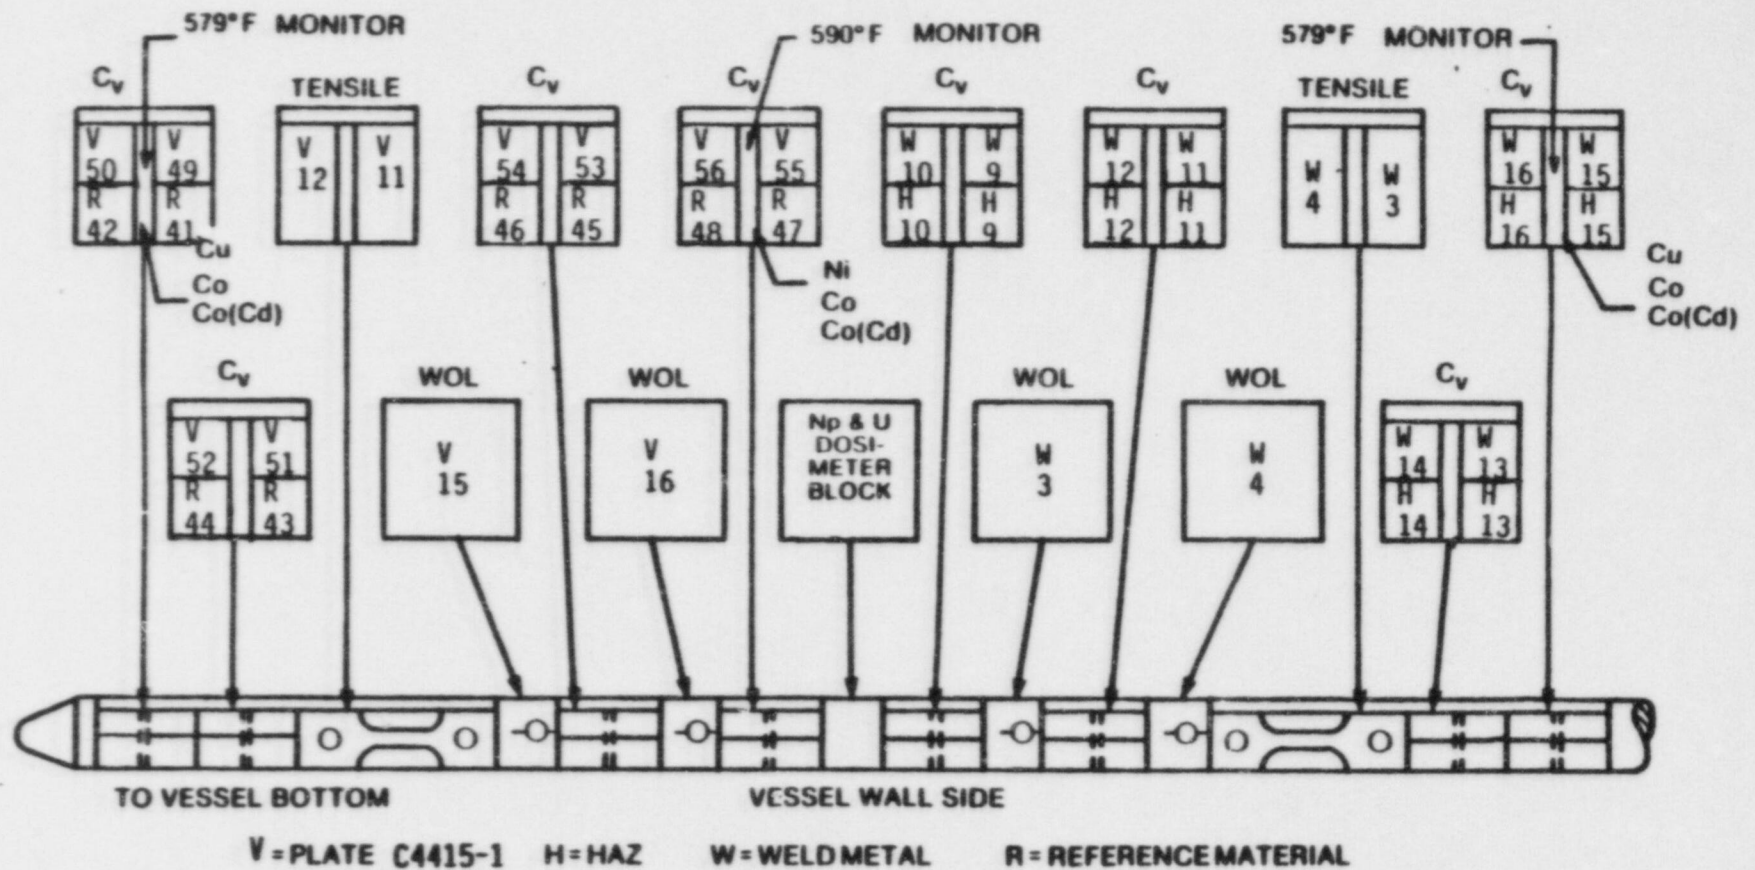 579°F MONITOR
590°F MONITOR
579°F MONITOR
Cv
TENSILE
Cv
Cv
Cv
Cv
TENSILE
Cv
V 50 V 49
R 42 R 41
V 12 V 11
V 54 V 53
R 46 R 45
V 56 V 55
R 48 R 47
W 10 W 9
H 10 H 9
W 12 W 11
H 12 H 11
W 4 W 3
W 16 W 15
H 16 H 15
Cu
Co
Co(Cd)
Ni
Co
Co(Cd)
Cu
Co
Co(Cd)
Cv
WOL
WOL
WOL
WOL
Cv
V 52 V 51
R 44 R 43
V
15
V
16
Np & U
DOSI-
METER
BLOCK
W
3
W
4
W 14 W 13
H 14 H 13
TO VESSEL BOTTOM
VESSEL WALL SIDE
V = PLATE C4415-1 H = HAZ W = WELD METAL R = REFERENCE MATERIAL